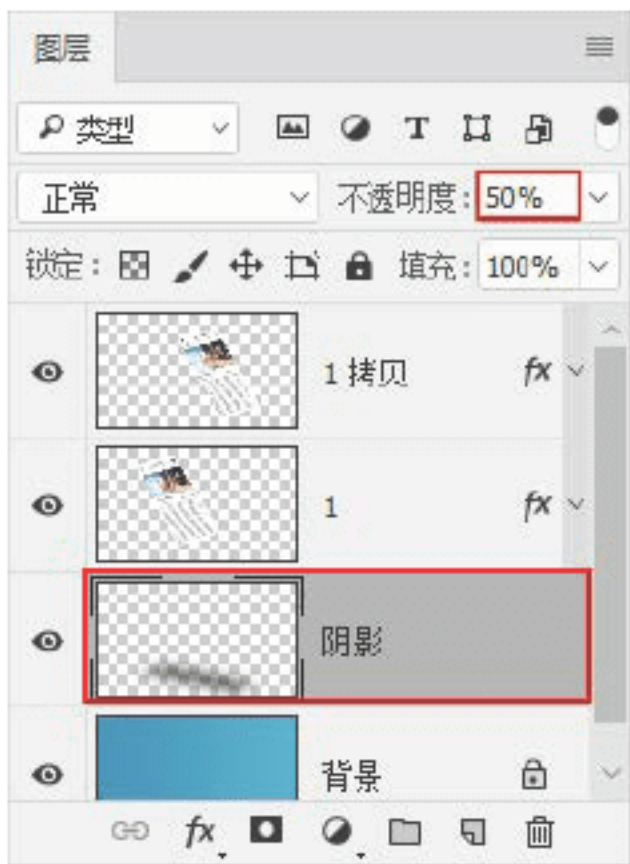 图层
类型
正常 不透明度: 50%
锁定: 填充: 100%
1 拷贝 fx
1 fx
阴影
背景
fx